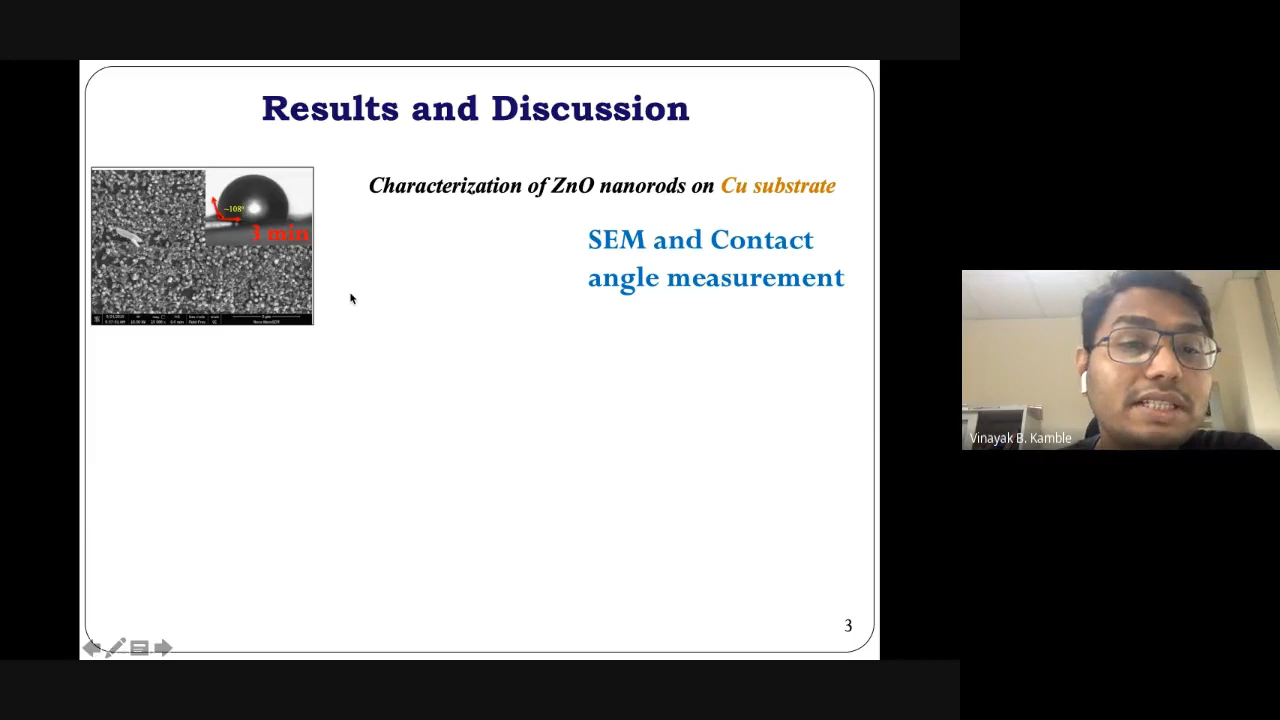 Results and Discussion
Characterization of ZnO nanorods on Cu substrate
~108°
3 min
SEM and Contact
angle measurement
Vinayak B. Kamble
3